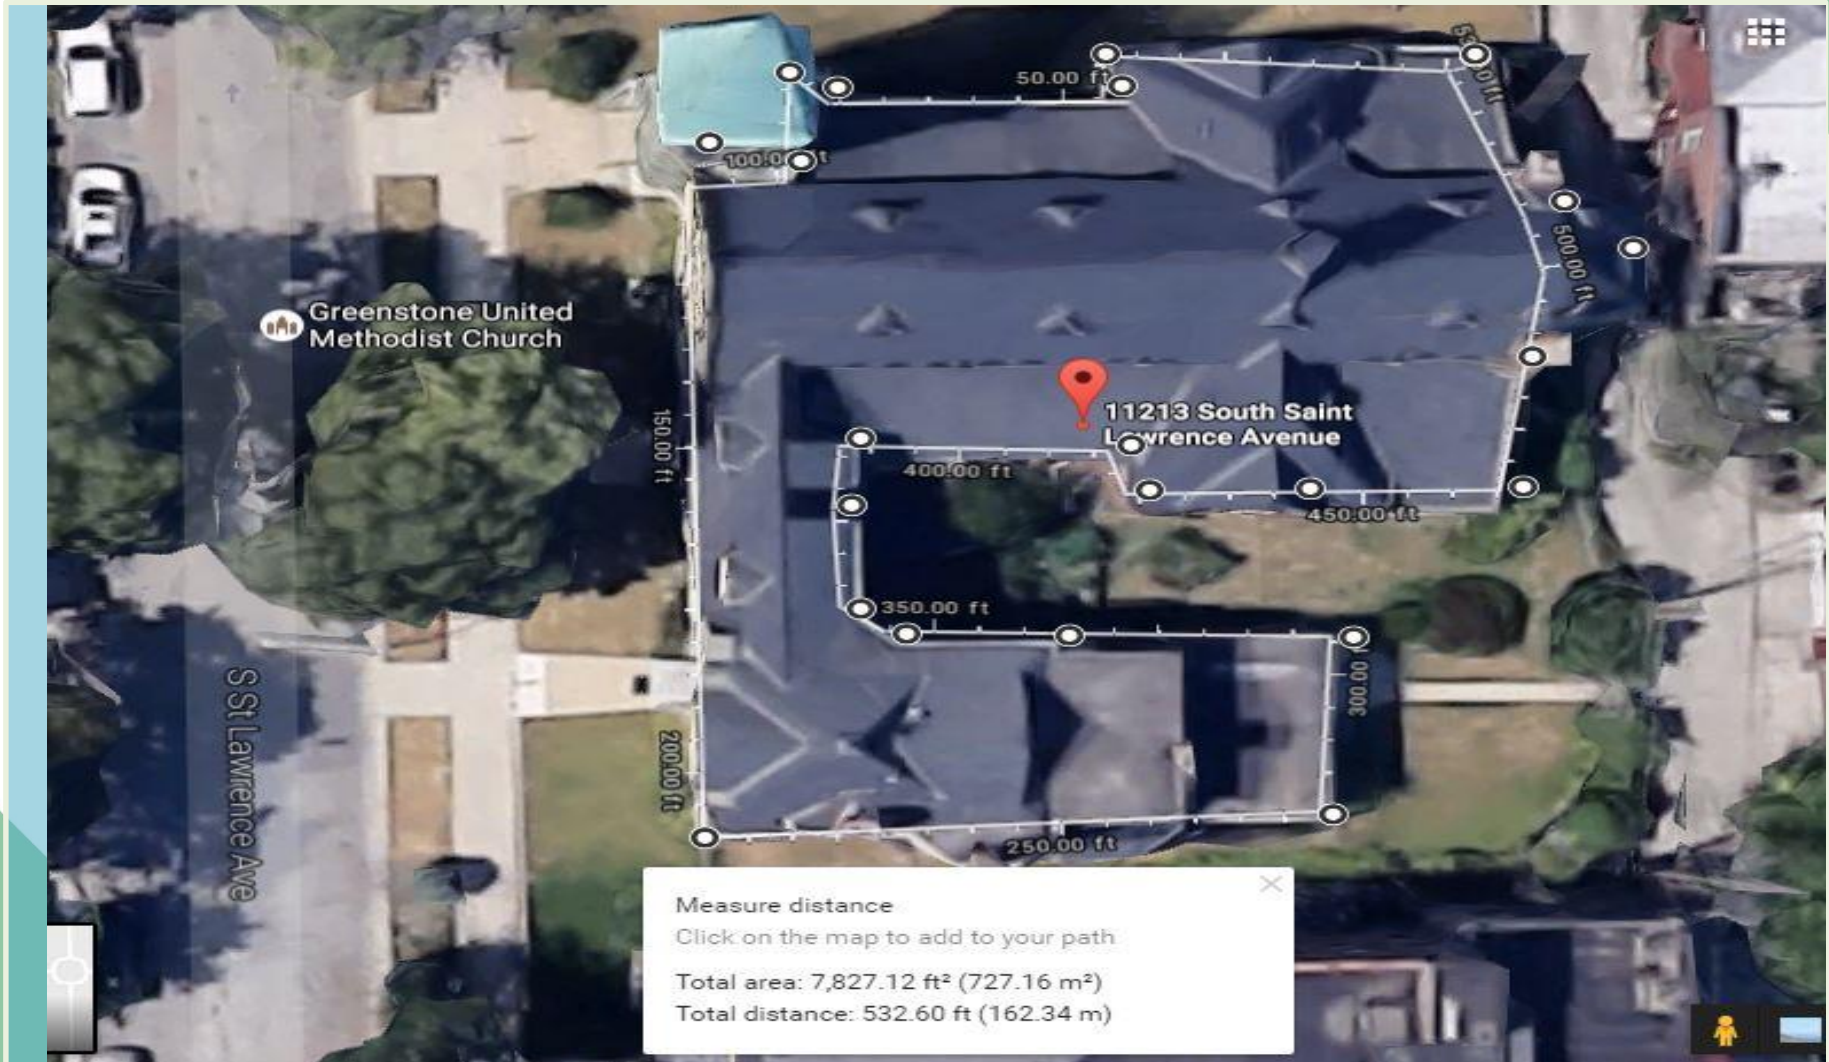 50.00 ft
100.0
t
Greenstone United
Methodist Church
150.00 ft
500.00 ft
11213 South Saint
Lawrence Avenue
400.00 ft
450.00 ft
350.00 ft
300.00
S St Lawrence Ave
200.00 ft
250.00 ft
Measure distance
Click on the map to add to your path
Total area: 7,827.12 ft² (727.16 m²)
Total distance: 532.60 ft (162.34 m)